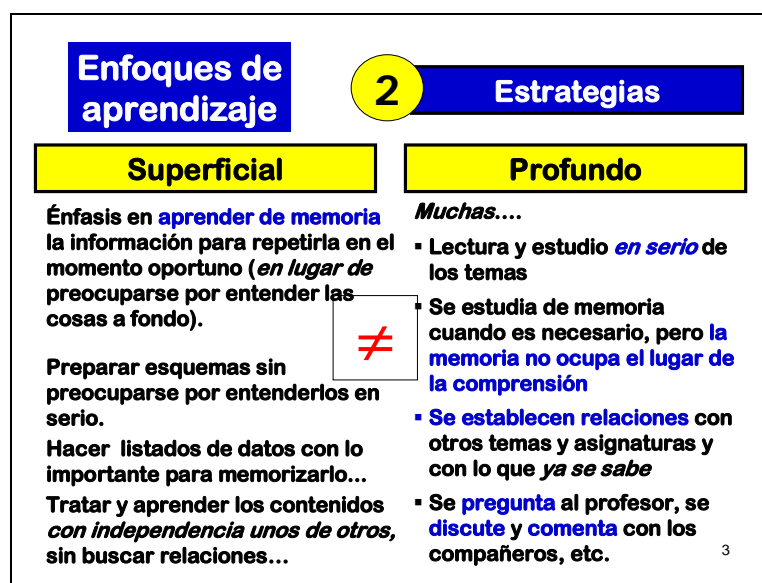 Enfoques de
aprendizaje
2
Estrategias
Superficial
Énfasis en aprender de memoria
la información para repetirla en el
momento oportuno (en lugar de
preocuparse por entender las
cosas a fondo).
Preparar esquemas sin
preocuparse por entenderlos en
serio.
Hacer listados de datos con lo
importante para memorizarlo...
Tratar y aprender los contenidos
con independencia unos de otros,
sin buscar relaciones...
≠
Profundo
Muchas....
▪ Lectura y estudio en serio de
los temas
▪ Se estudia de memoria
cuando es necesario, pero la
memoria no ocupa el lugar de
la comprensión
▪ Se establecen relaciones con
otros temas y asignaturas y
con lo que ya se sabe
▪ Se pregunta al profesor, se
discute y comenta con los
compañeros, etc.
3